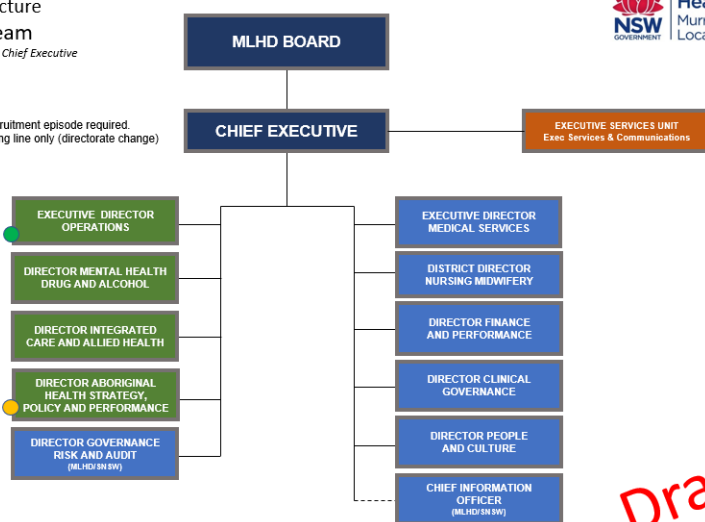 cture
eam
Chief Executive
NSW
GOVERNMENT
Local
MLHD BOARD
ruitment episode required.
ng line only (directorate change)
CHIEF EXECUTIVE
EXECUTIVE SERVICES UNIT
Exec Services & Communications
EXECUTIVE DIRECTOR
OPERATIONS
DIRECTOR MENTAL HEALTH
DRUG AND ALCOHOL
DIRECTOR INTEGRATED
CARE AND ALLIED HEALTH
DIRECTOR ABORIGINAL
HEALTH STRATEGY,
POLICY AND PERFORMANCE
DIRECTOR GOVERNANCE
RISK AND AUDIT
(MLHD/SNSW)
EXECUTIVE DIRECTOR
MEDICAL SERVICES
DISTRICT DIRECTOR
NURSING MIDWIFERY
DIRECTOR FINANCE
AND PERFORMANCE
DIRECTOR CLINICAL
GOVERNANCE
DIRECTOR PEOPLE
AND CULTURE
CHIEF INFORMATION
OFFICER
(MLHD/SNSW)
Dra